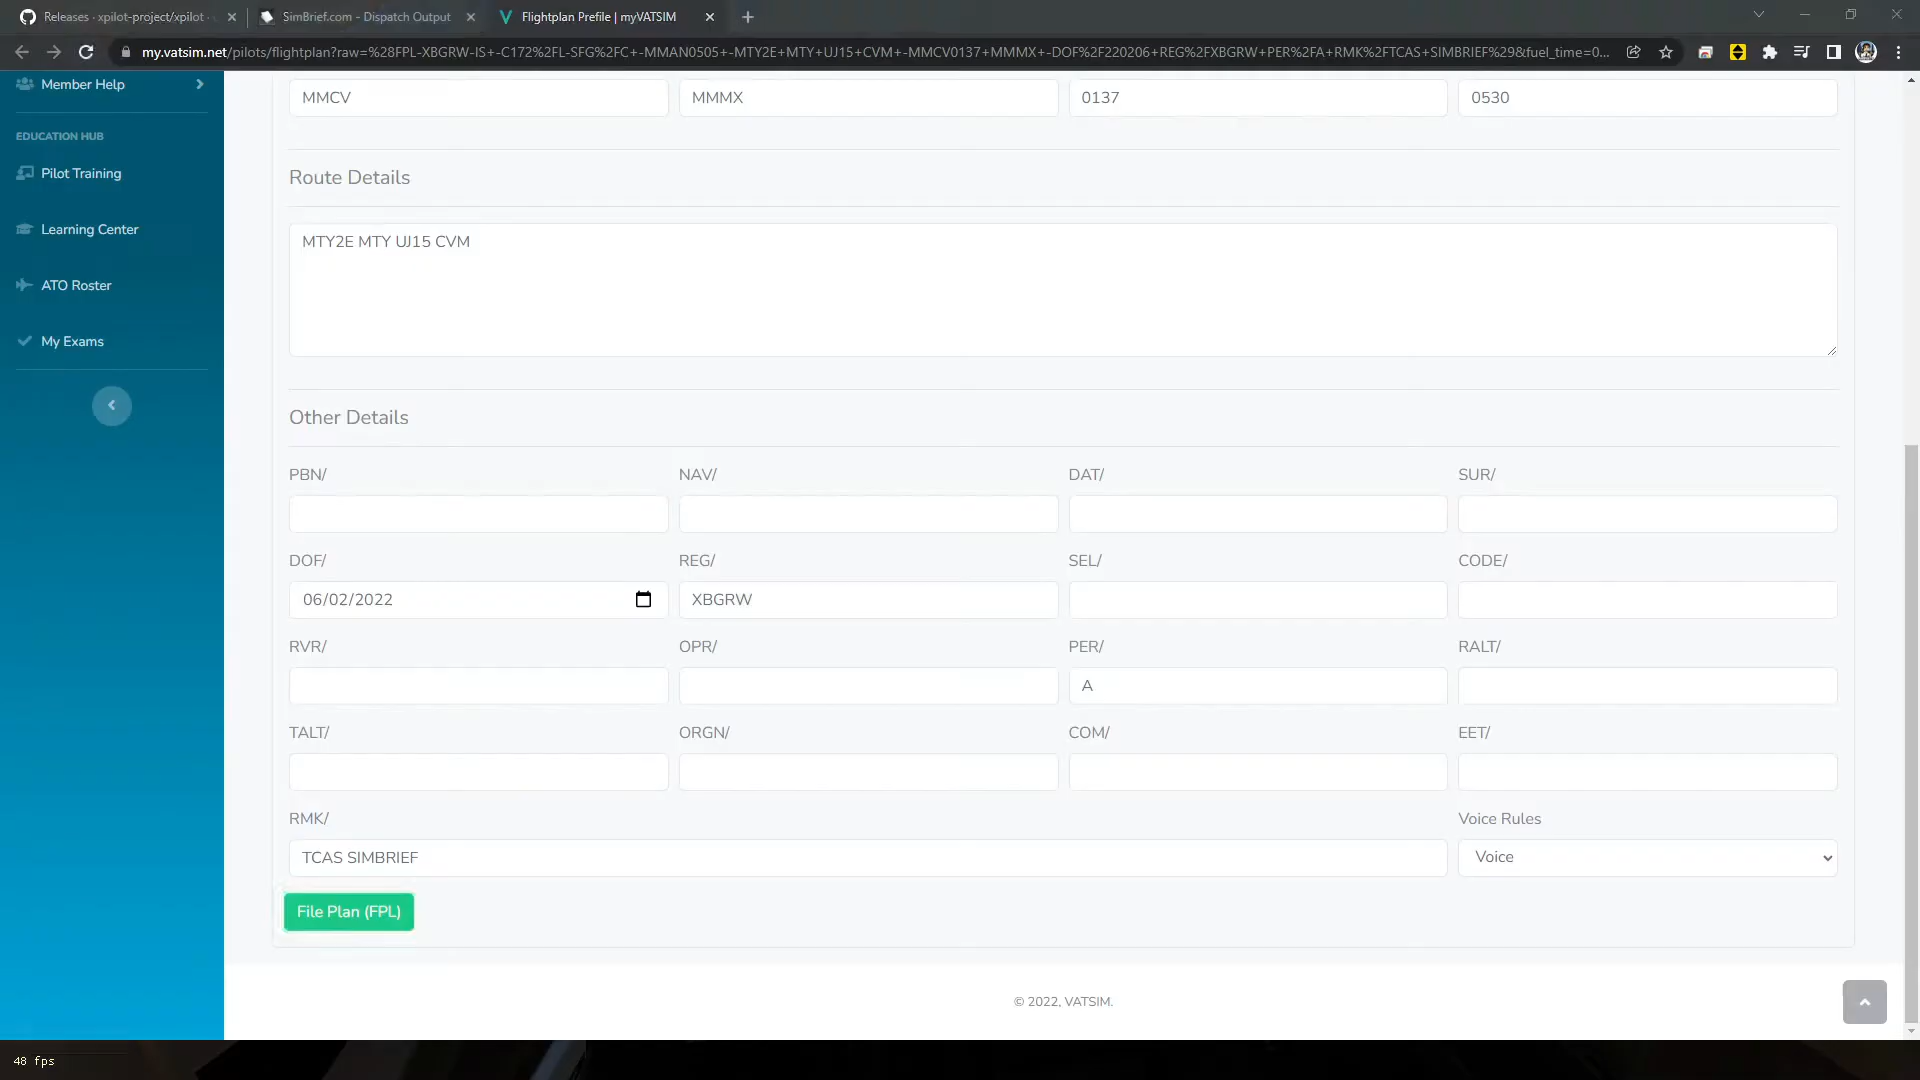 Releases · xpilot-project/xpilot ·
SimBrief.com - Dispatch Output
Flightplan Prefile | myVATSIM
my.vatsim.net/pilots/flightplan?raw=%28FPL-XBGRW-IS+-C172%2FL-SFG%2FC+-MMAN0505+-MTY2E+MTY+UJ15+CVM+-MMCV0137+MMMX+-DOF%2F220206+REG%2FXBGRW+PER%2FA+RMK%2FTCAS+SIMBRIEF%29&fuel_time=0...
Member Help
EDUCATION HUB
Pilot Training
Learning Center
ATO Roster
My Exams
MMCV
MMMX
0137
0530
Route Details
MTY2E MTY UJ15 CVM
Other Details
PBN/
NAV/
DAT/
SUR/
DOF/
REG/
SEL/
CODE/
06/02/2022
XBGRW
RVR/
OPR/
PER/
RALT/
A
TALT/
ORGN/
COM/
EET/
RMK/
Voice Rules
TCAS SIMBRIEF
Voice
File Plan (FPL)
© 2022, VATSIM.
48 fps